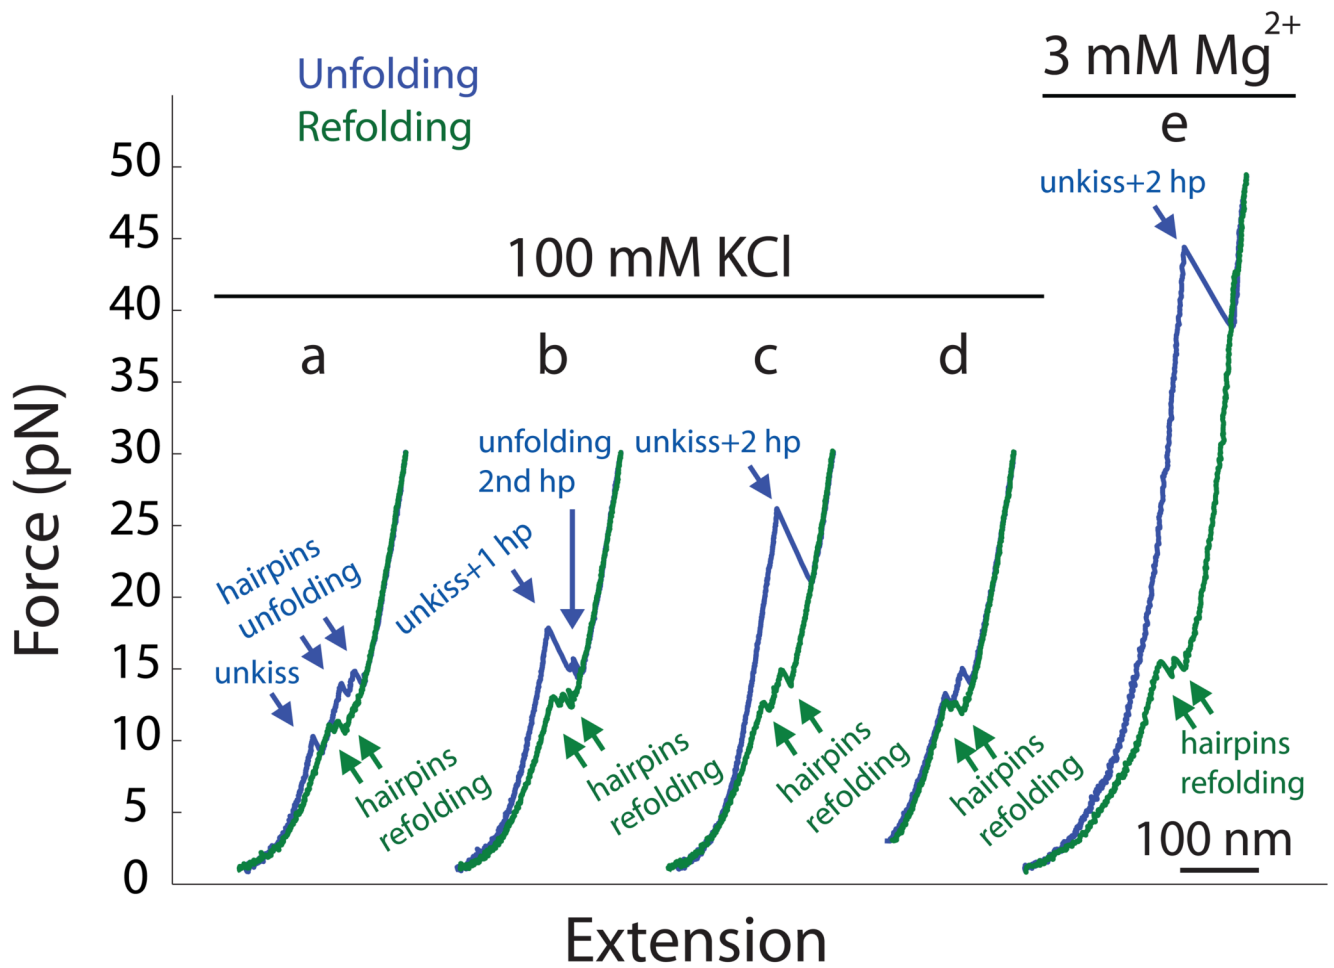 Unfolding
Refolding
3 mM Mg2+
100 mM KCl
a
b
c
d
e
Force (pN)
50
45
40
35
30
25
20
15
10
5
0
unkiss
hairpins
unfolding
hairpins
refolding
unkiss+1 hp
unfolding
2nd hp
hairpins
refolding
unkiss+2 hp
hairpins
refolding
hairpins
refolding
unkiss+2 hp
hairpins
refolding
100 nm
Extension